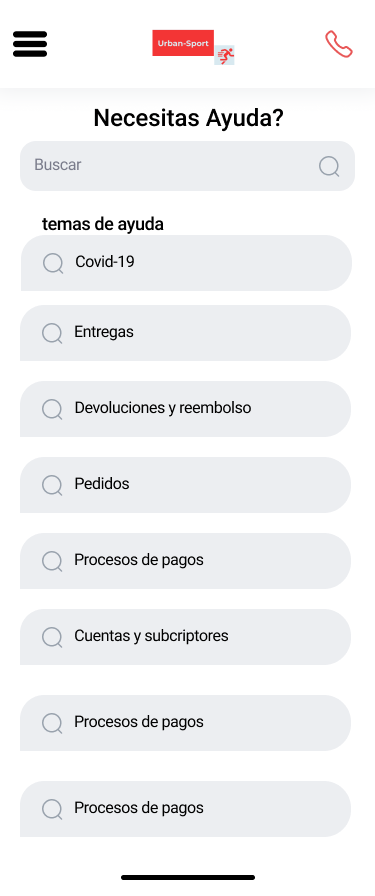 Urban-Sport
Necesitas Ayuda?
Buscar
temas de ayuda
Covid-19
Entregas
Devoluciones y reembolso
Pedidos
Procesos de pagos
Cuentas y subcriptores
Procesos de pagos
Procesos de pagos